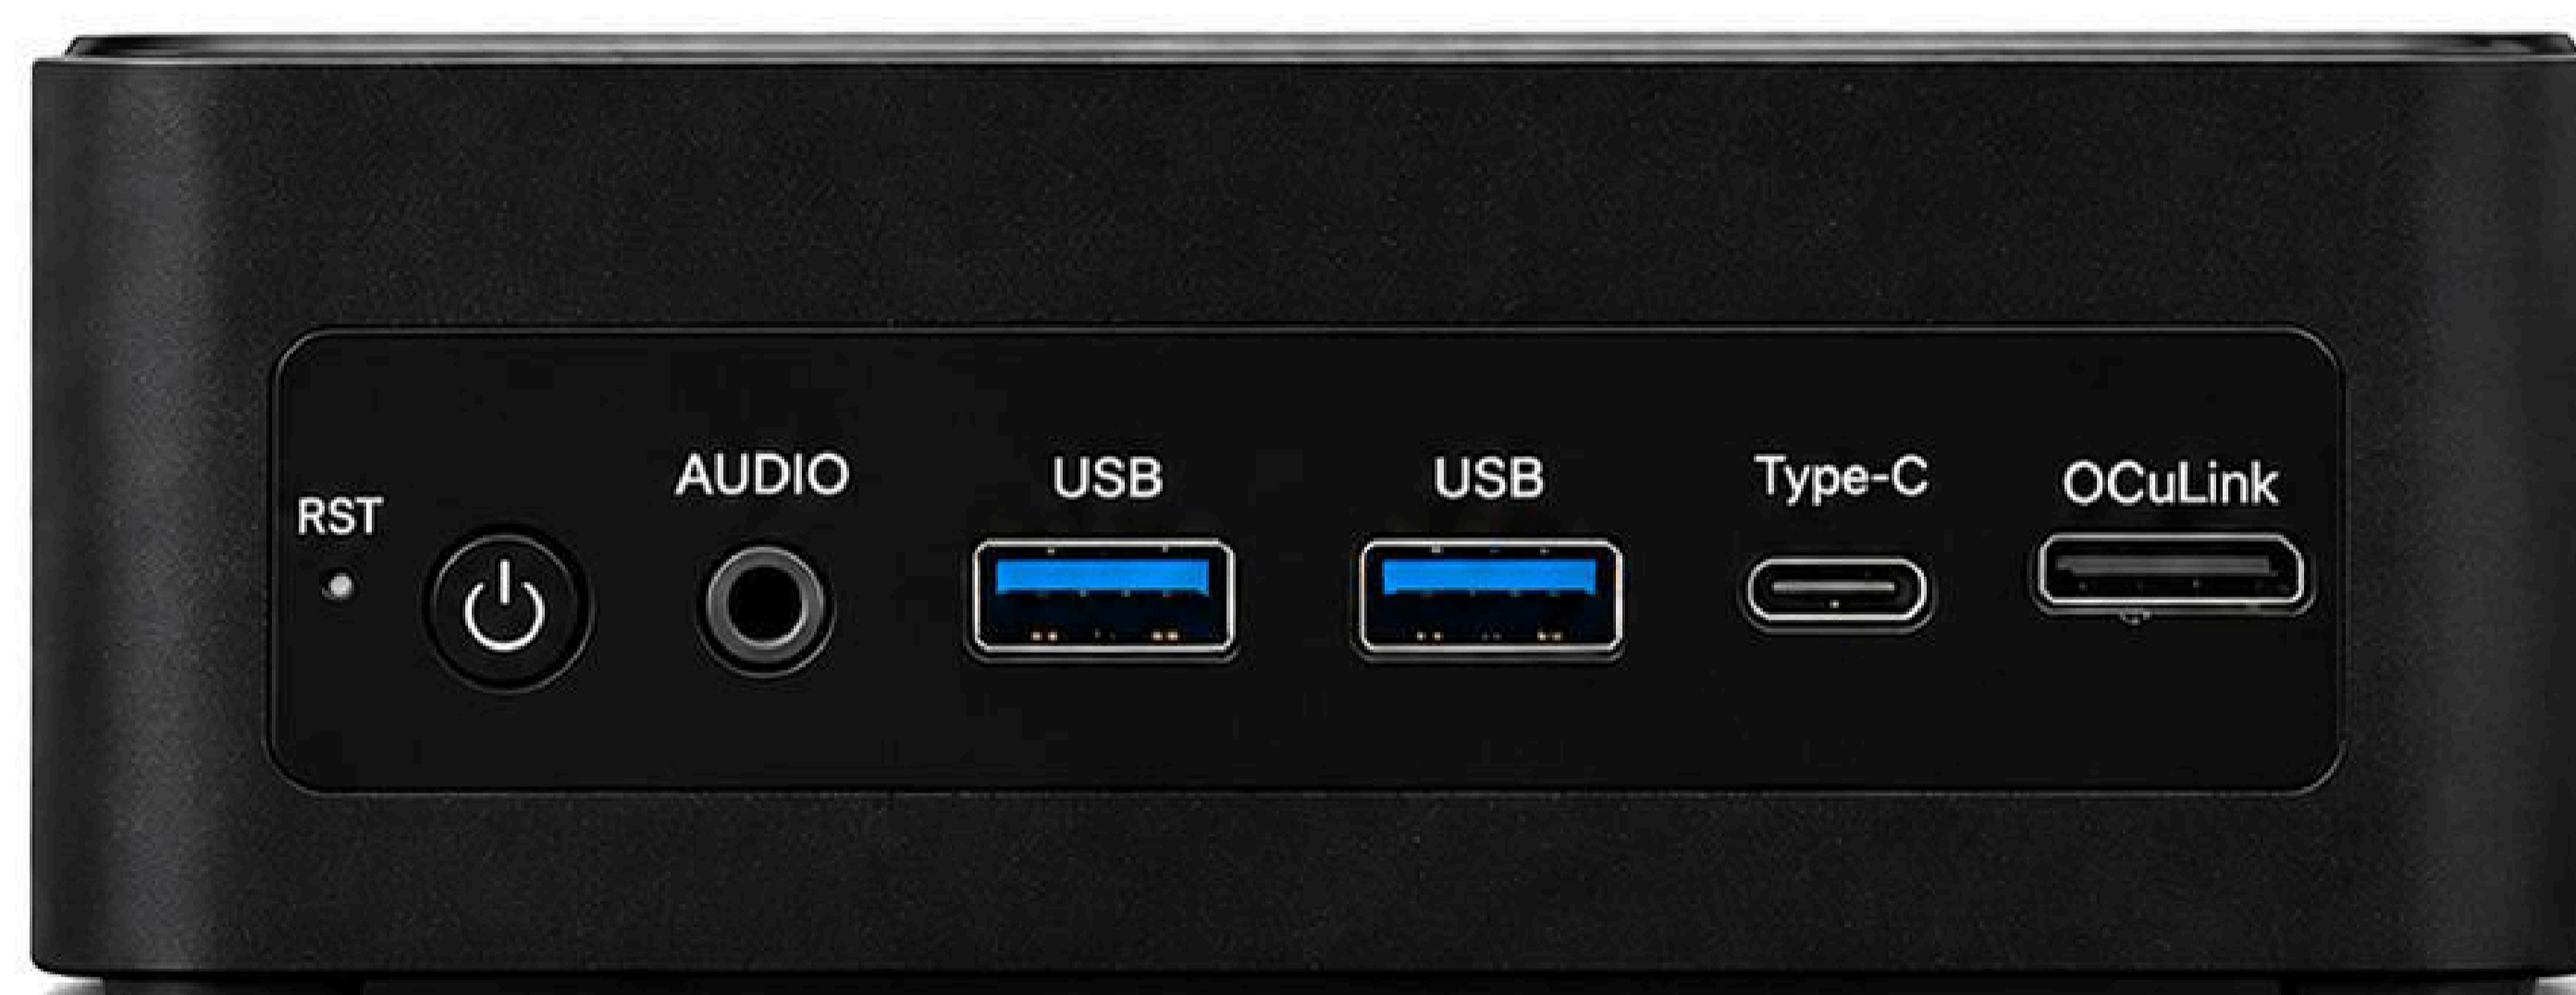 RST
AUDIO
USB
USB
Type-C
OCuLink